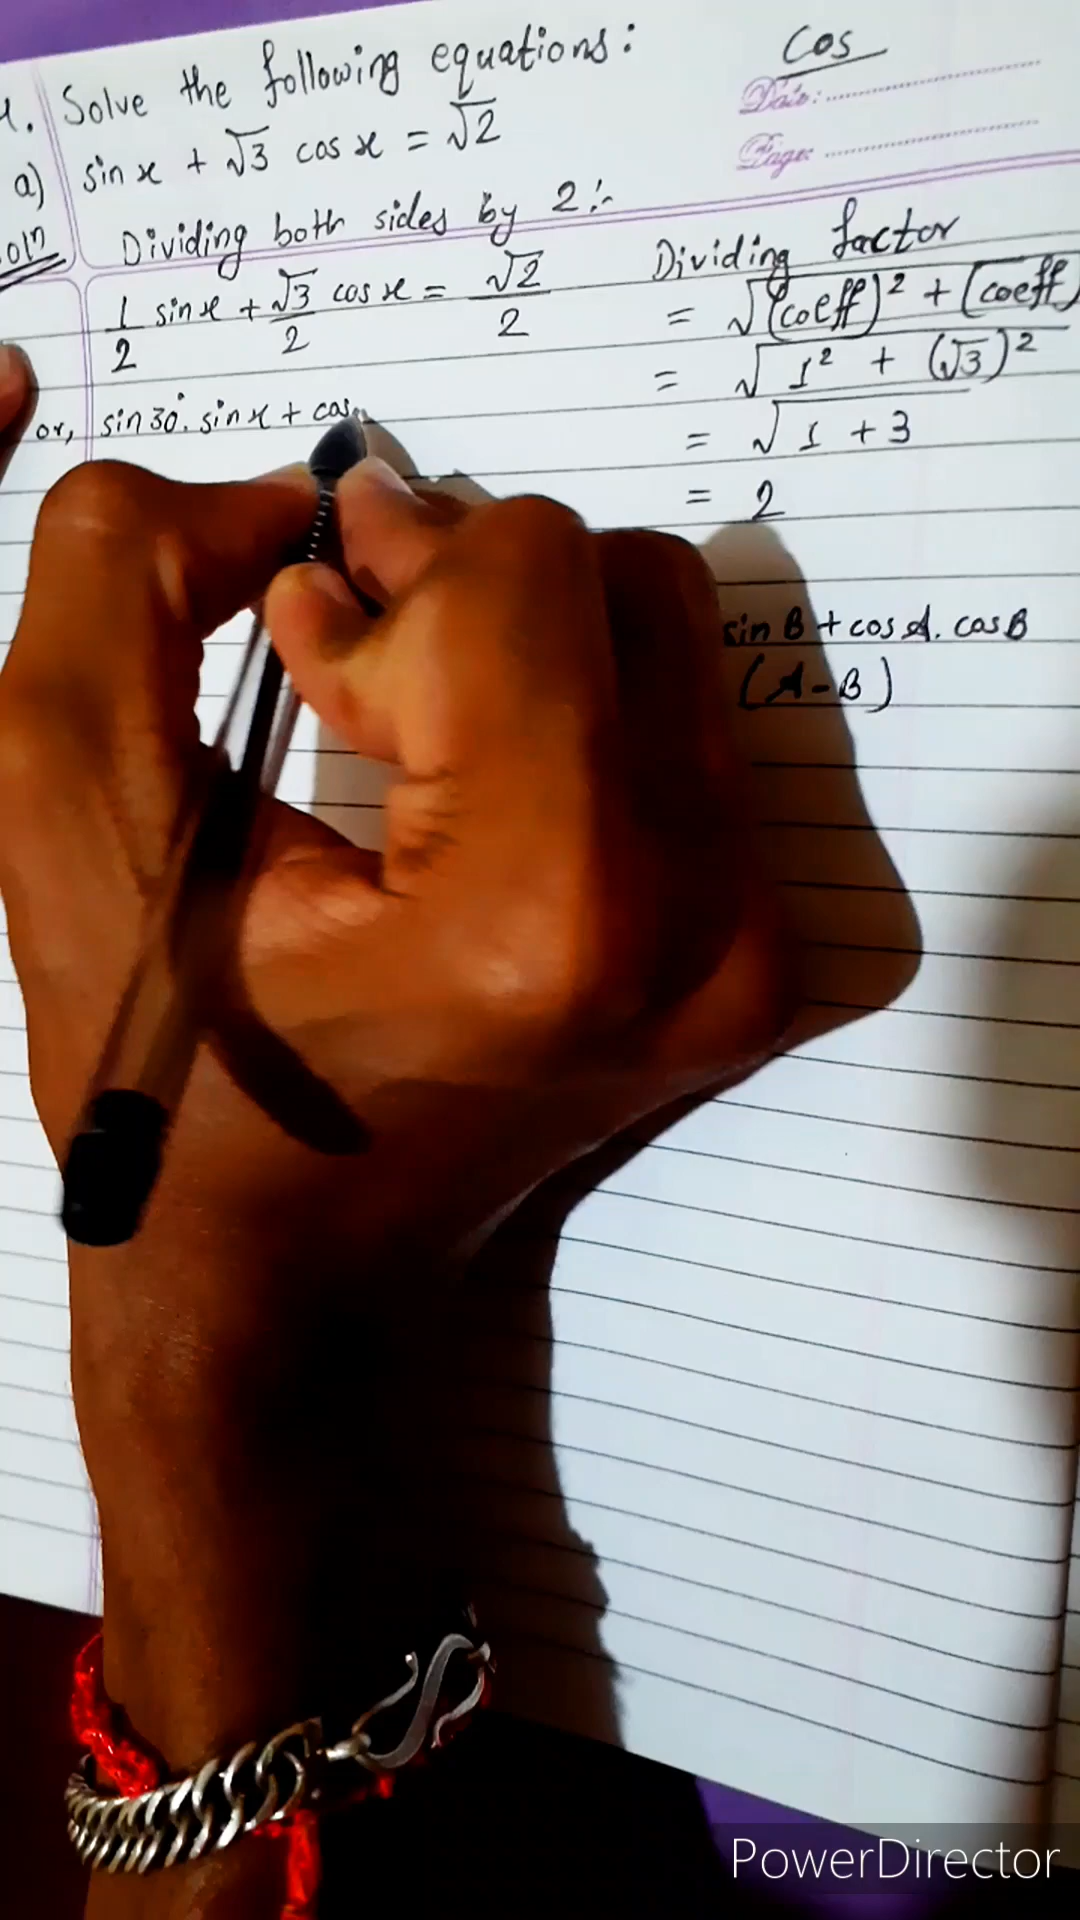 4. Solve the following equations:
a) sin x + √3 cos x = √2
Dividing both sides by 2:-
1/2 sin x + √3/2 cos x = √2/2
or, sin 30°. sin x + cos
Cos
Date:
Page:
Dividing factor
= √(coeff)² + (coeff)
= √1² + (√3)²
= √1 + 3
= 2
sin B + cos A. cos B
(A - B)
PowerDirector